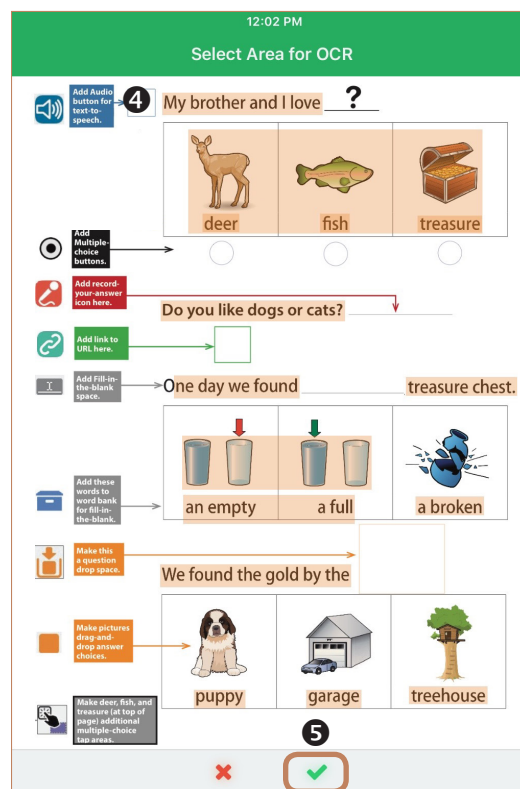 12:02 PM
Select Area for OCR
Add Audio
button for
text-to-
speech.
4
My brother and I love ___?___
deer fish treasure
Add
Multiple-
choice
buttons.
Add record-
your-answer
icon here.
Do you like dogs or cats? ___
Add link to
URL here.
Add Fill-in-
the-blank
space.
One day we found ___ treasure chest.
an empty a full a broken
Add these
words to
word bank
for fill-in-
the-blank.
Make this
a question
drop space.
We found the gold by the
Make pictures
drag-and-
drop answer
choices.
puppy garage treehouse
Make deer, fish, and
treasure (at top of
page) additional
multiple-choice
tap areas.
5